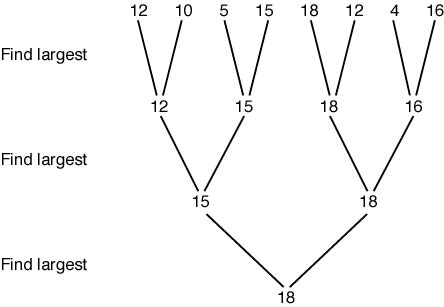 12 10 5 15 18 12 4 16
Find largest
12 15 18 16
Find largest
15 18
Find largest
18